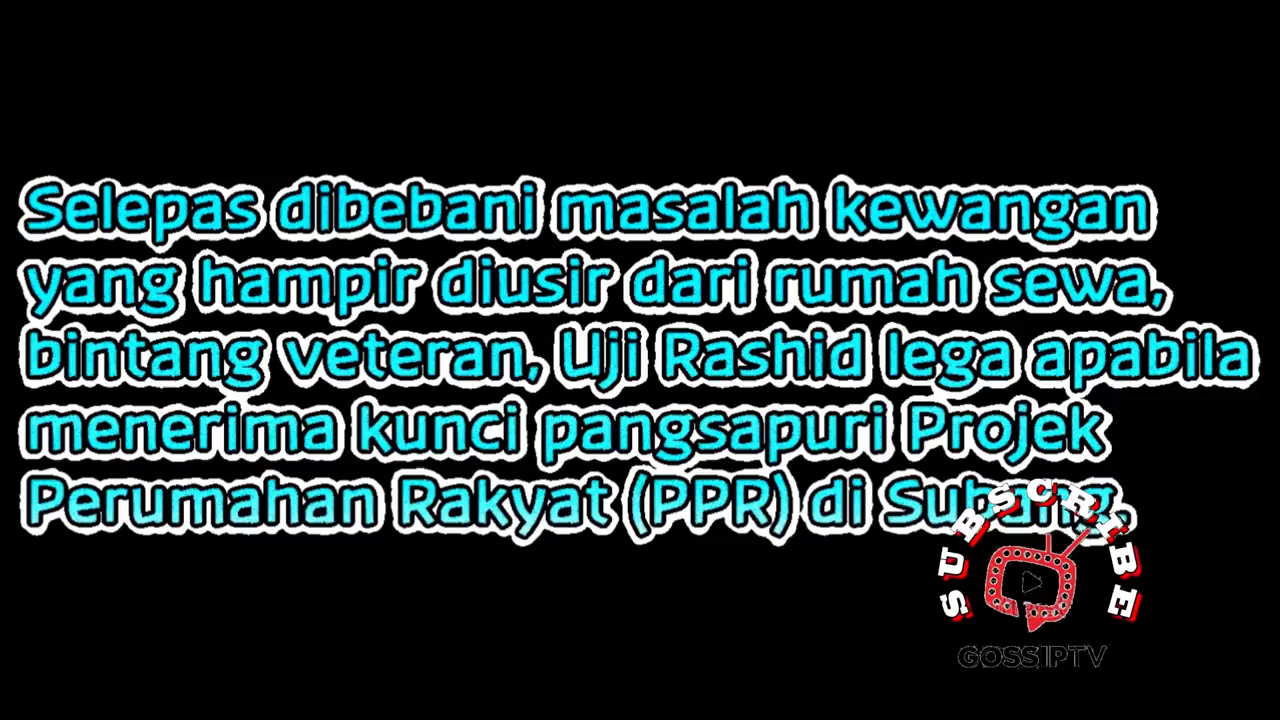 Selepas dibebani masalah kewangan
yang hampir diusir dari rumah sewa,
bintang veteran, Uji Rashid lega apabila
menerima kunci pangsapuri Projek
Perumahan Rakyat (PPR) di Subang.
SUBSCRIBE
GOSSIPTV